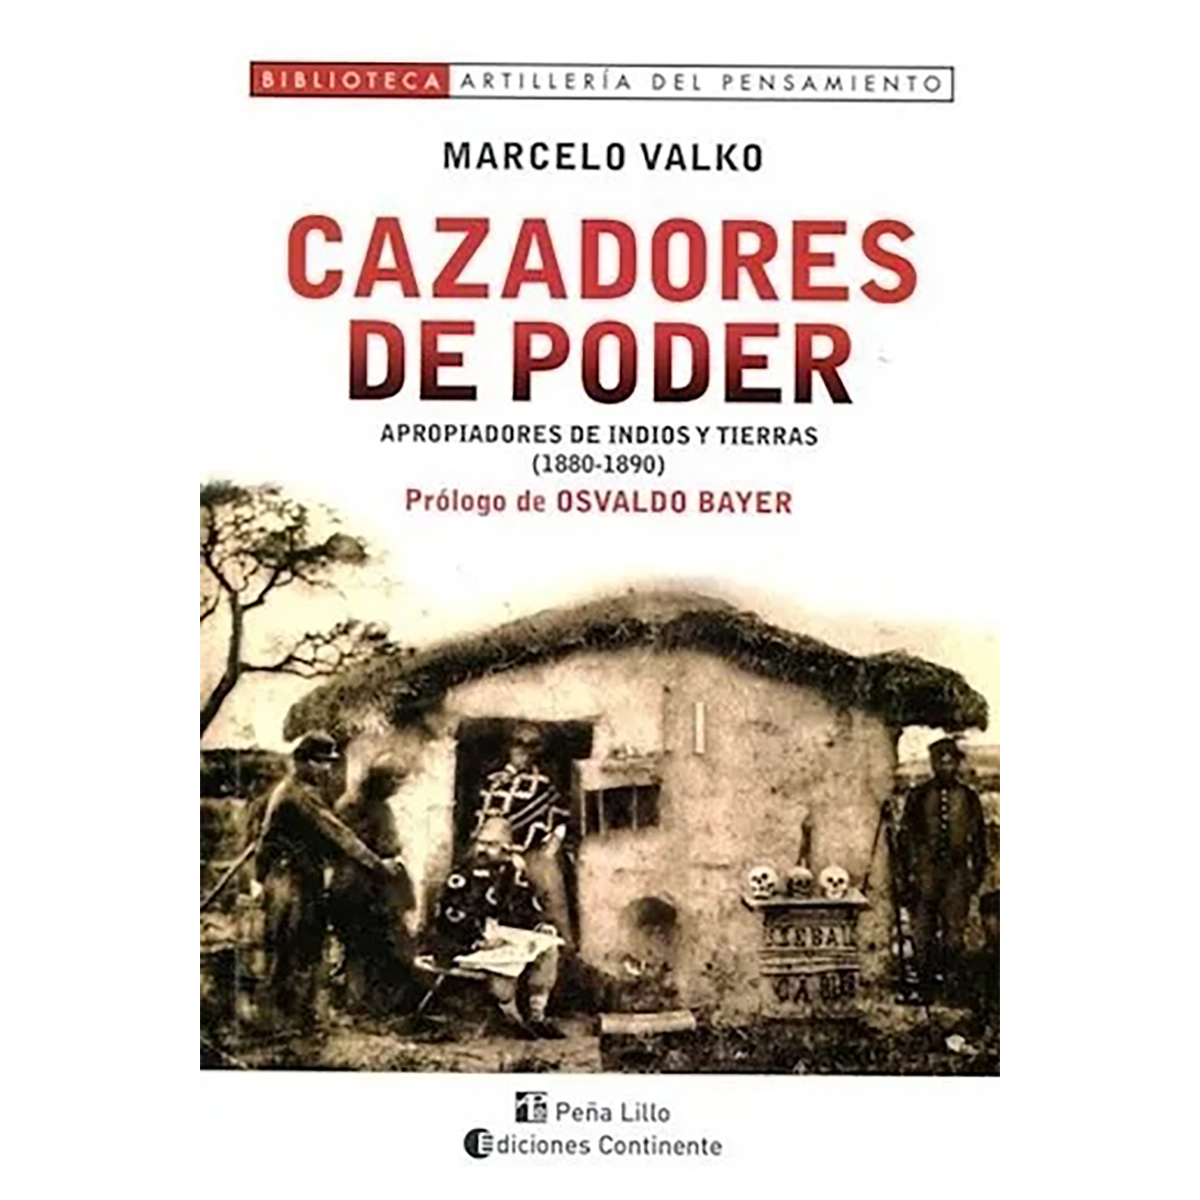 BIBLIOTECA ARTILLERÍA DEL PENSAMIENTO
MARCELO VALKO
CAZADORES
DE PODER
APROPIADORES DE INDIOS Y TIERRAS
(1880-1890)
Prólogo de OSVALDO BAYER
Peña Lillo
Ediciones Continente